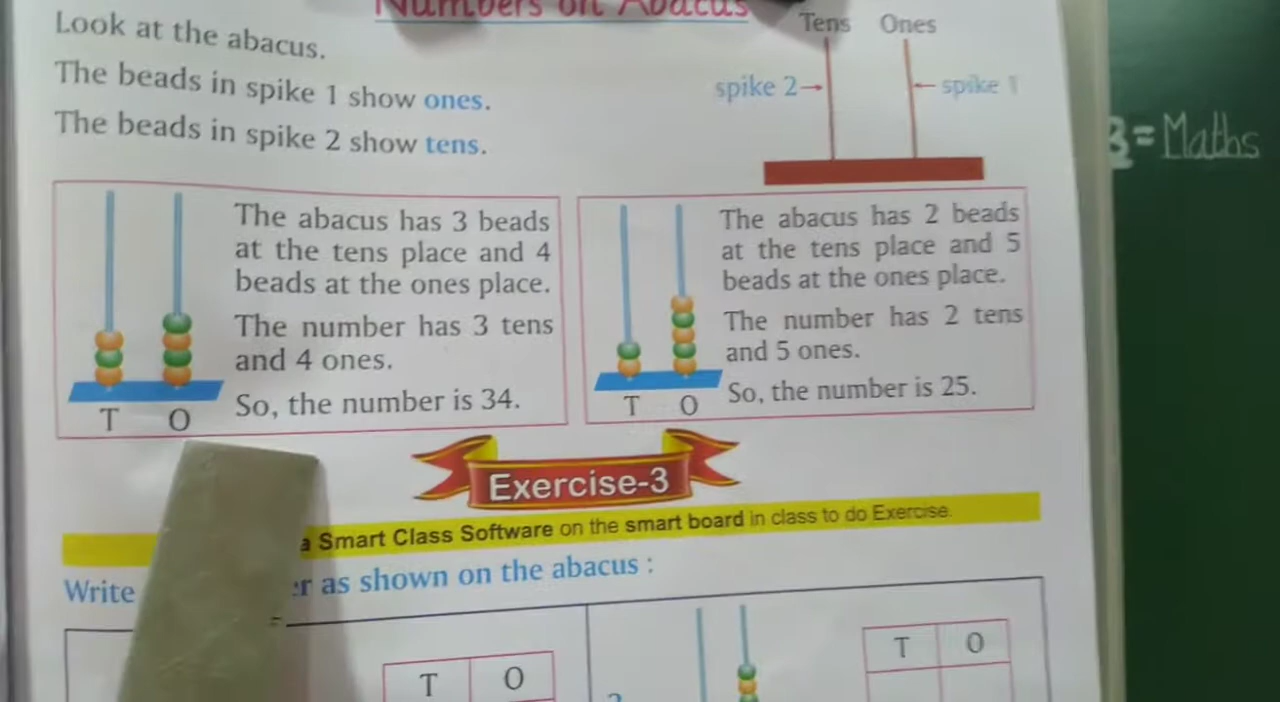 Numbers on Abacus
Look at the abacus.
The beads in spike 1 show ones.
The beads in spike 2 show tens.
Tens Ones
spike 2 spike 1
3 = Maths
The abacus has 3 beads
at the tens place and 4
beads at the ones place.
The number has 3 tens
and 4 ones.
So, the number is 34.
T O
The abacus has 2 beads
at the tens place and 5
beads at the ones place.
The number has 2 tens
and 5 ones.
So, the number is 25.
T O
Exercise-3
a Smart Class Software on the smart board in class to do Exercise.
Write er as shown on the abacus :
T O
T O